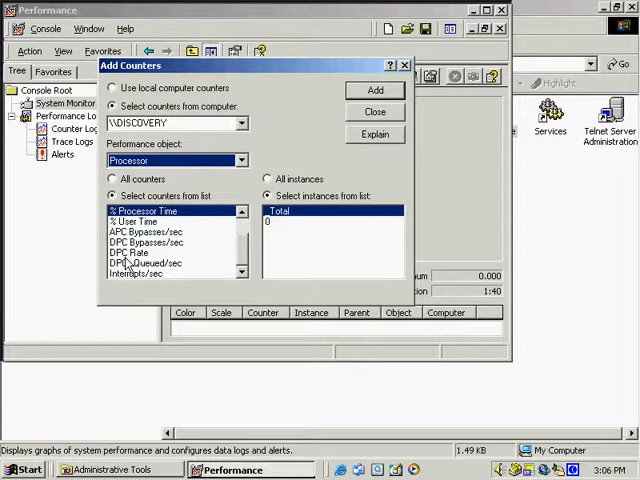 Performance
Console Window Help
Action View Favorites
Tree Favorites
Console Root
System Monitor
Performance Lo
Counter Log
Trace Logs
Alerts
Add Counters
Use local computer counters
Select counters from computer:
\\DISCOVERY
Performance object:
Processor
All counters
Select counters from list
% Processor Time
% User Time
APC Bypasses/sec
DPC Bypasses/sec
DPC Rate
Interrupts/sec
All instances
Select instances from list:
_Total
0
Add
Close
Explain
um 0.000
tion 1:40
Color Scale Counter Instance Parent Object Computer
Go
Highlight
Services
Telnet Server
Administration
Displays graphs of system performance and configures data logs and alerts.
1.49 KB
My Computer
Start
Administrative Tools
Performance
3:06 PM